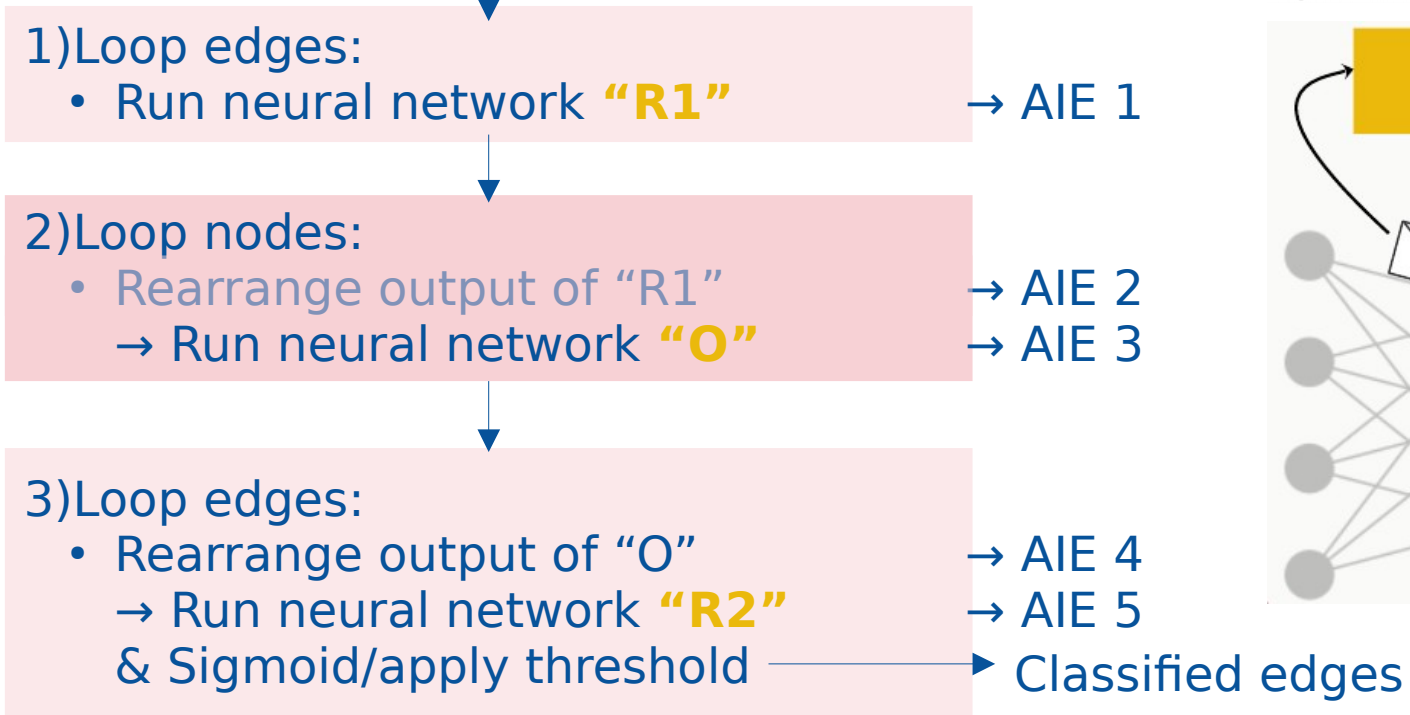 1)Loop edges:
• Run neural network “R1” → AIE 1
2)Loop nodes:
• Rearrange output of “R1” → AIE 2
→ Run neural network “O” → AIE 3
3)Loop edges:
• Rearrange output of “O” → AIE 4
→ Run neural network “R2” → AIE 5
& Sigmoid/apply threshold Classified edges